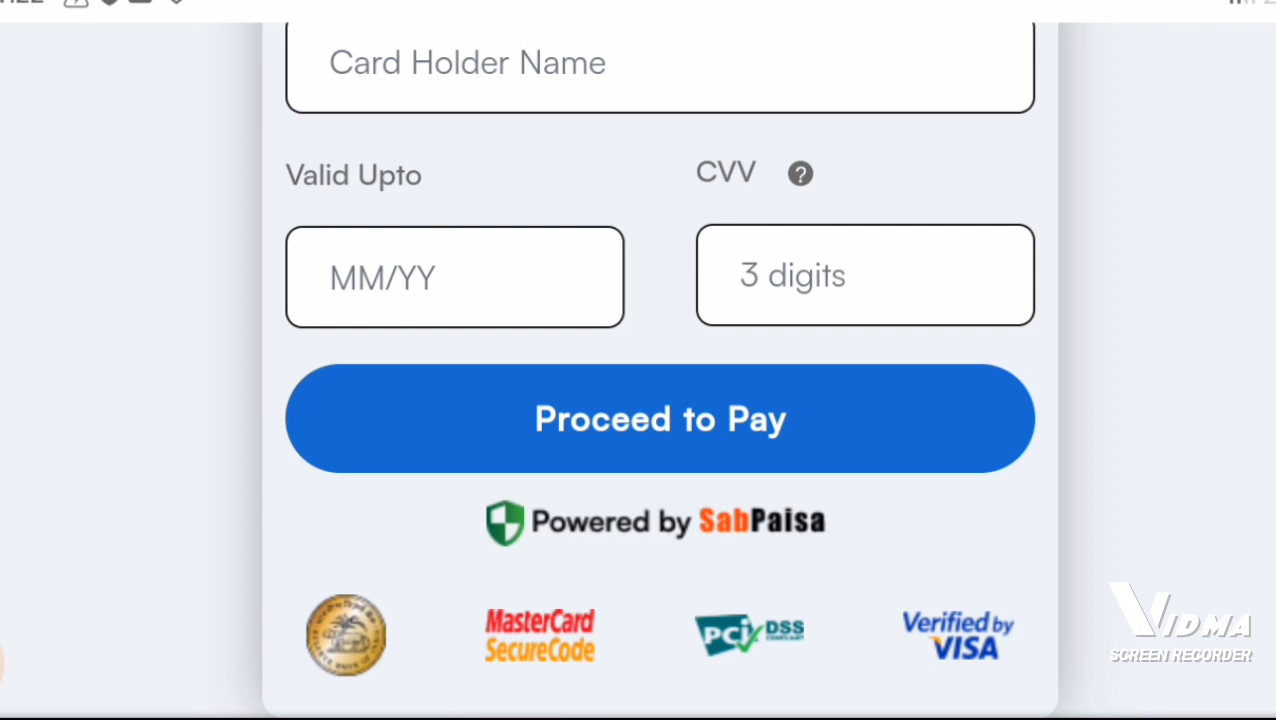 Card Holder Name
Valid Upto
CVV ?
MM/YY
3 digits
Proceed to Pay
Powered by SabPaisa
MasterCard
SecureCode
PCI DSS
Verified by
VISA
VIDMA
SCREEN RECORDER